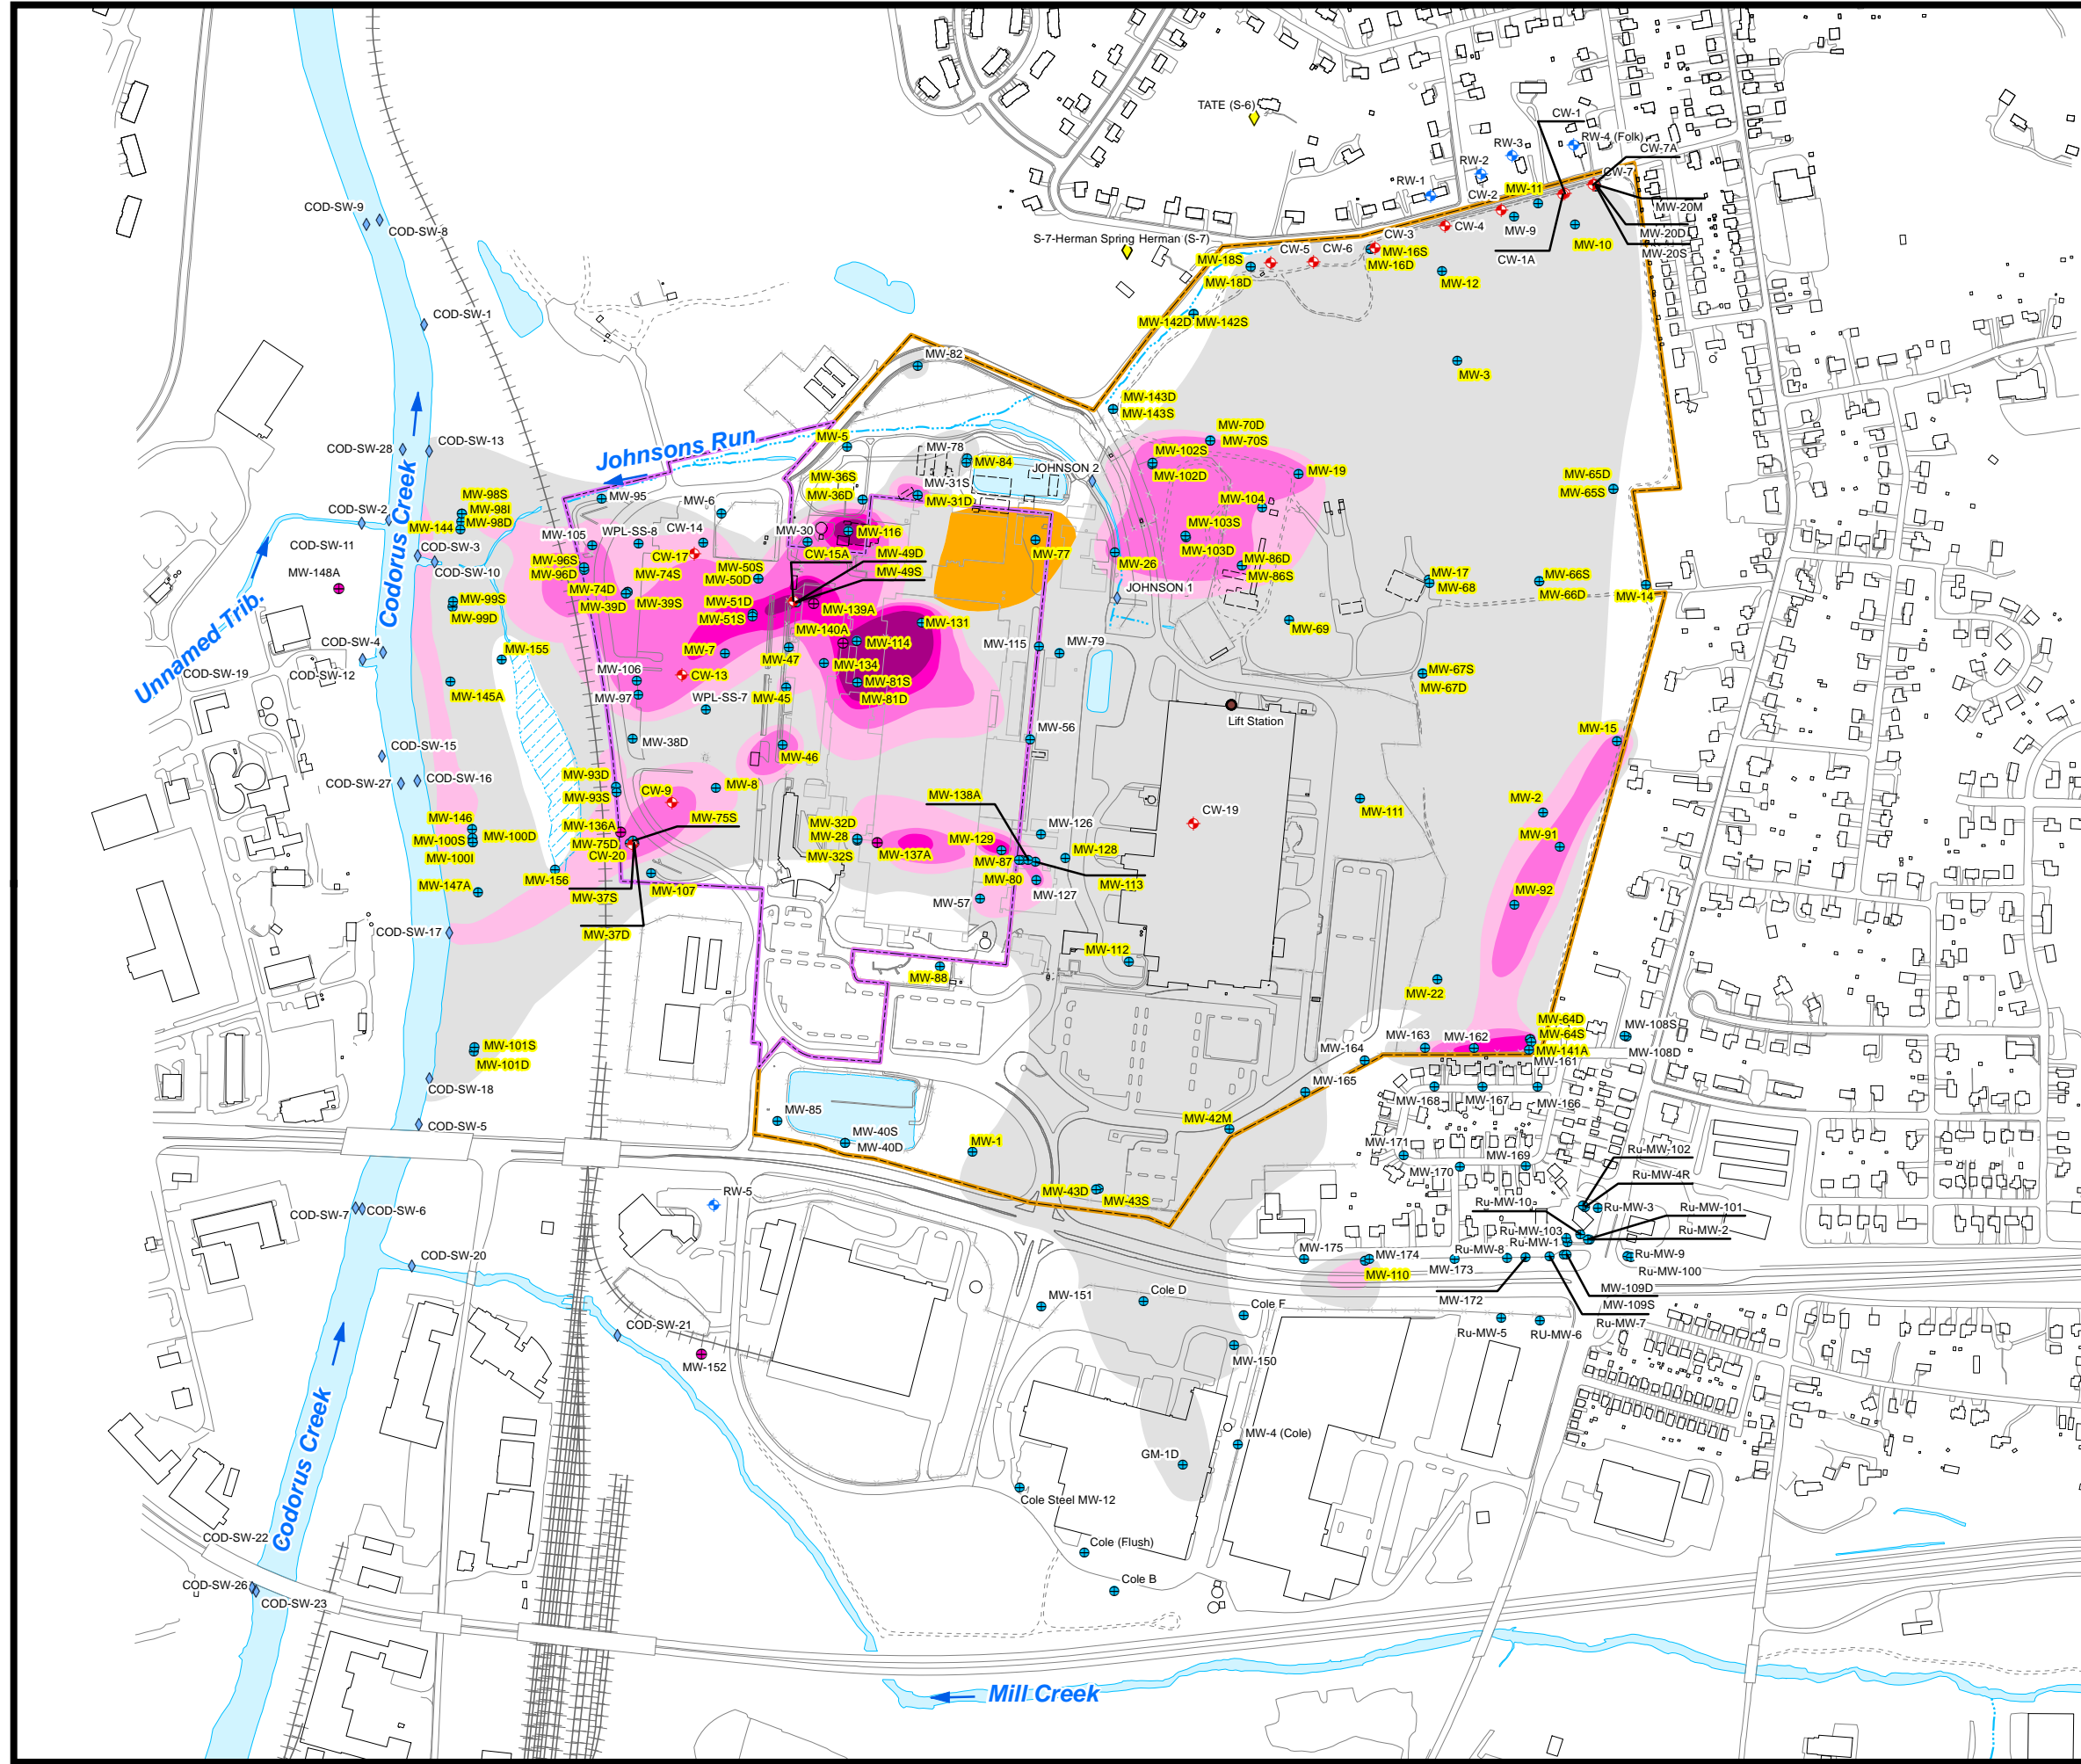 TATE (S-6)
CW-1
RW-4 (Folk)
RW-3
CW-7A
RW-2
CW-7
RW-1
MW-11
CW-2
MW-20M
COD-SW-9
COD-SW-8
MW-9
CW-4
CW-3
MW-20D
MW-10
S-7-Herman Spring Herman (S-7)
CW-5
CW-6
MW-16S
MW-20S
MW-18S
MW-16D
CW-1A
MW-18D
MW-12
COD-SW-1
MW-142D
MW-142S
MW-82
MW-3
MW-143D
MW-143S
Johnsons Run
MW-5
MW-70D
MW-70S
COD-SW-28
COD-SW-13
MW-78
MW-102S
MW-84
JOHNSON 2
MW-102D
MW-19
MW-36S
MW-31S
MW-65D
MW-36D
MW-31D
MW-65S
MW-98S
MW-95
MW-6
MW-98I
MW-104
COD-SW-2
MW-98D
MW-144
Codorus Creek
MW-105
WPL-SS-8
CW-14
MW-30
MW-116
MW-103S
COD-SW-11
COD-SW-3
CW-17
CW-15A
MW-49D
MW-77
MW-103D
MW-96S
MW-26
MW-86D
COD-SW-10
MW-148A
MW-96D
MW-74S
MW-50S
MW-49S
MW-86S
MW-50D
MW-17
MW-66S
MW-74D
MW-68
MW-66D
MW-14
MW-99S
MW-39D
MW-39S
MW-51D
MW-139A
JOHNSON 1
MW-99D
MW-51S
MW-131
MW-69
Unnamed Trib.
COD-SW-4
MW-140A
MW-114
MW-115
MW-79
MW-155
MW-7
MW-47
MW-134
COD-SW-19
COD-SW-12
MW-106
CW-13
MW-67S
MW-145A
MW-81S
MW-67D
MW-97
WPL-SS-7
MW-45
MW-81D
Lift Station
MW-38D
MW-56
MW-15
COD-SW-15
MW-46
COD-SW-27
COD-SW-16
MW-93D
MW-8
MW-93S
CW-9
MW-138A
MW-111
MW-2
CW-19
MW-75S
MW-146
MW-136A
MW-32D
MW-126
MW-100S
MW-100D
MW-75D
MW-28
MW-129
MW-91
MW-100I
CW-20
MW-32S
MW-137A
MW-87
MW-128
MW-156
MW-80
MW-113
MW-147A
MW-37S
MW-107
MW-57
MW-127
MW-92
COD-SW-17
MW-37D
MW-112
MW-88
MW-22
MW-64D
MW-108S
MW-101S
MW-163
MW-162
MW-64S
MW-164
MW-141A
MW-108D
MW-101D
MW-161
COD-SW-18
MW-165
MW-168
MW-167
MW-166
COD-SW-5
MW-85
MW-42M
MW-40S
MW-40D
MW-1
MW-171
Ru-MW-102
MW-170
MW-169
Ru-MW-4R
MW-43D
MW-43S
RW-5
Ru-MW-10
Ru-MW-3
Ru-MW-101
COD-SW-7
COD-SW-6
Ru-MW-103
Ru-MW-2
Ru-MW-1
MW-175
MW-174
Ru-MW-8
Ru-MW-9
COD-SW-20
MW-110
MW-173
Ru-MW-100
MW-109D
MW-172
MW-109S
MW-151
Cole D
Cole F
Ru-MW-7
COD-SW-21
Ru-MW-5
RU-MW-6
MW-152
MW-150
Codorus Creek
MW-4 (Cole)
GM-1D
Cole Steel MW-12
COD-SW-22
Cole (Flush)
COD-SW-26
Cole B
COD-SW-23
Mill Creek